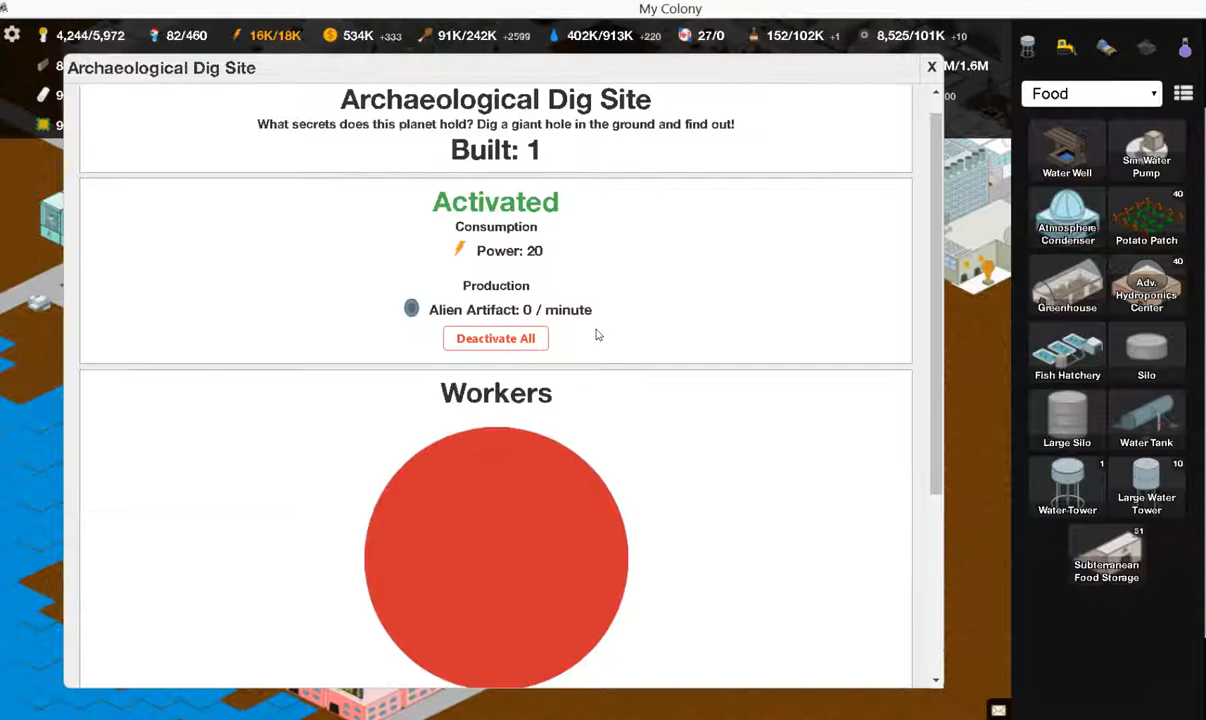 My Colony
4,244/5,972 82/460 16K/18K 534K +333 91K/242K +2599 402K/913K +220 27/0 152/102K +1 8,525/101K +10
8
Archaeological Dig Site X M/1.6M
9
00
9
Archaeological Dig Site
What secrets does this planet hold? Dig a giant hole in the ground and find out!
Built: 1
Activated
Consumption
Power: 20
Production
Alien Artifact: 0 / minute
Deactivate All
Workers
Food
Water Well
Sm. Water
Pump
Atmosphere
Condenser
40
Potato Patch
Greenhouse
40
Adv.
Hydroponics
Center
Fish Hatchery
Silo
Large Silo
Water Tank
1
Water Tower
10
Large Water
Tower
51
Subterranean
Food Storage